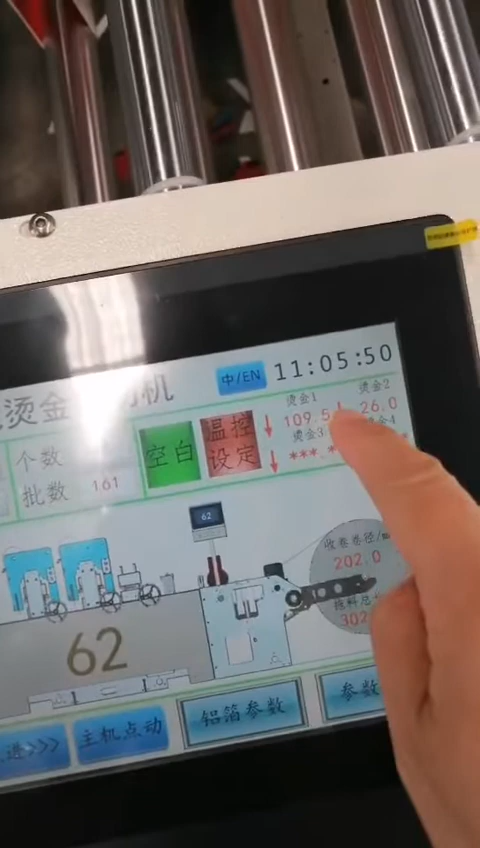 烫金
机
中/EN
11:05:50
个数
批数 161
空白
温控
设定
烫金1
109.5
烫金2
26.0
烫金3
***.*
金4
62
收卷卷径/m
202.0
302
62
进>>>
主机点动
铝箔参数
参数